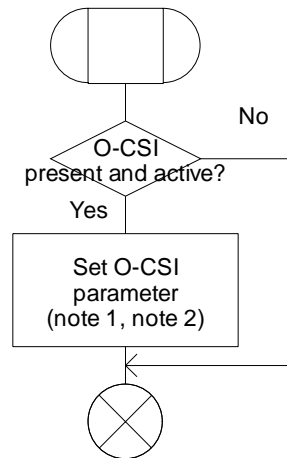 No
O-CSI
present and active?
Yes
Set O-CSI
parameter
(note 1, note 2)